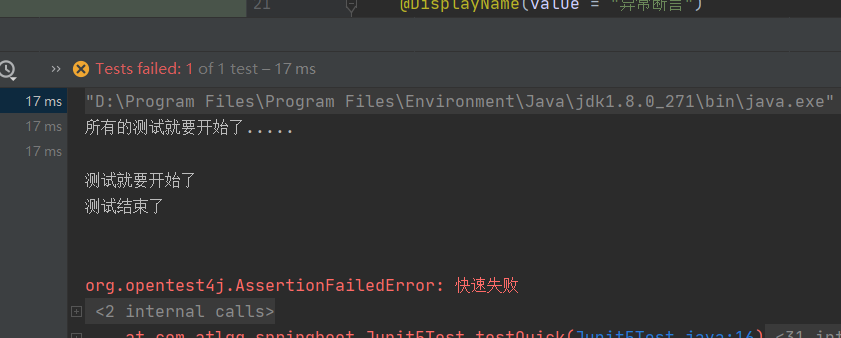 21 @DisplayName(value = "异常断言")
>> Tests failed: 1 of 1 test – 17 ms
17 ms "D:\Program Files\Program Files\Environment\Java\jdk1.8.0_271\bin\java.exe"
17 ms 所有的测试就要开始了.....
17 ms
测试就要开始了
测试结束了
org.opentest4j.AssertionFailedError: 快速失败
<2 internal calls>
at com.atlgq.springboot.Junit5Test.testQuick(Junit5Test.java:16) <31 int